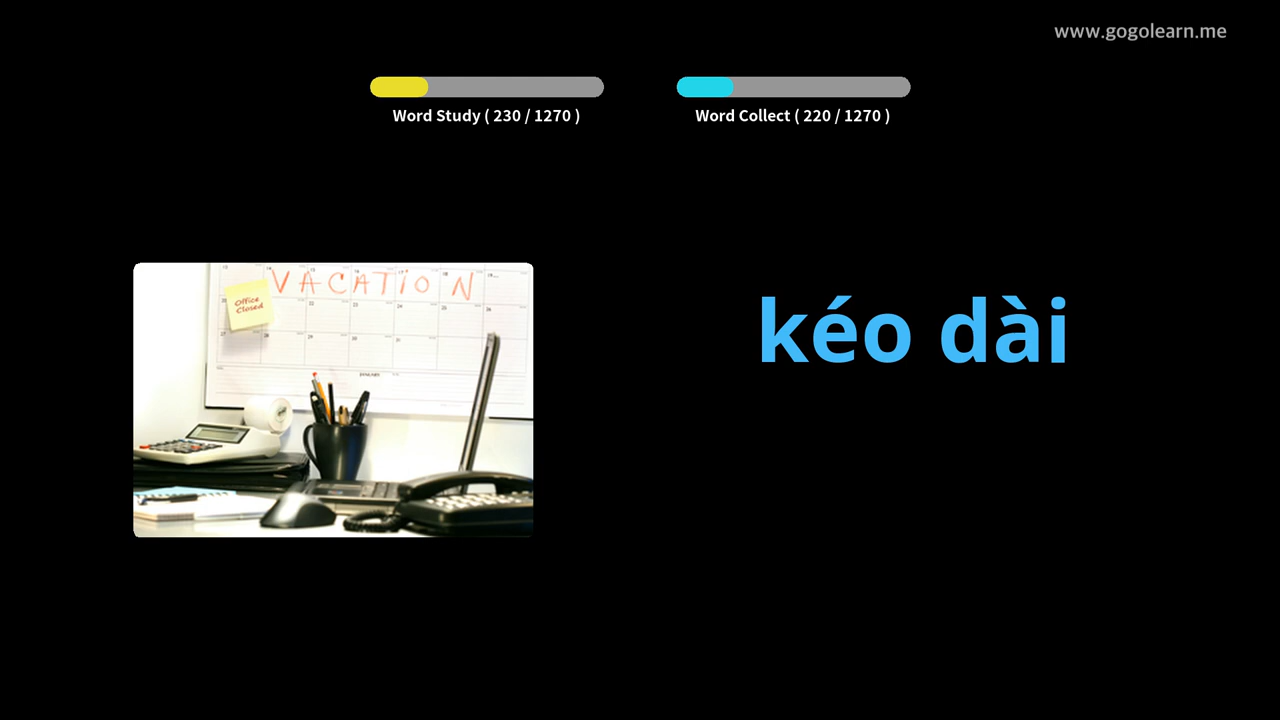 www.gogolearn.me
Word Study ( 230 / 1270 )
Word Collect ( 220 / 1270 )
VACATION
Office
Closed
kéo dài